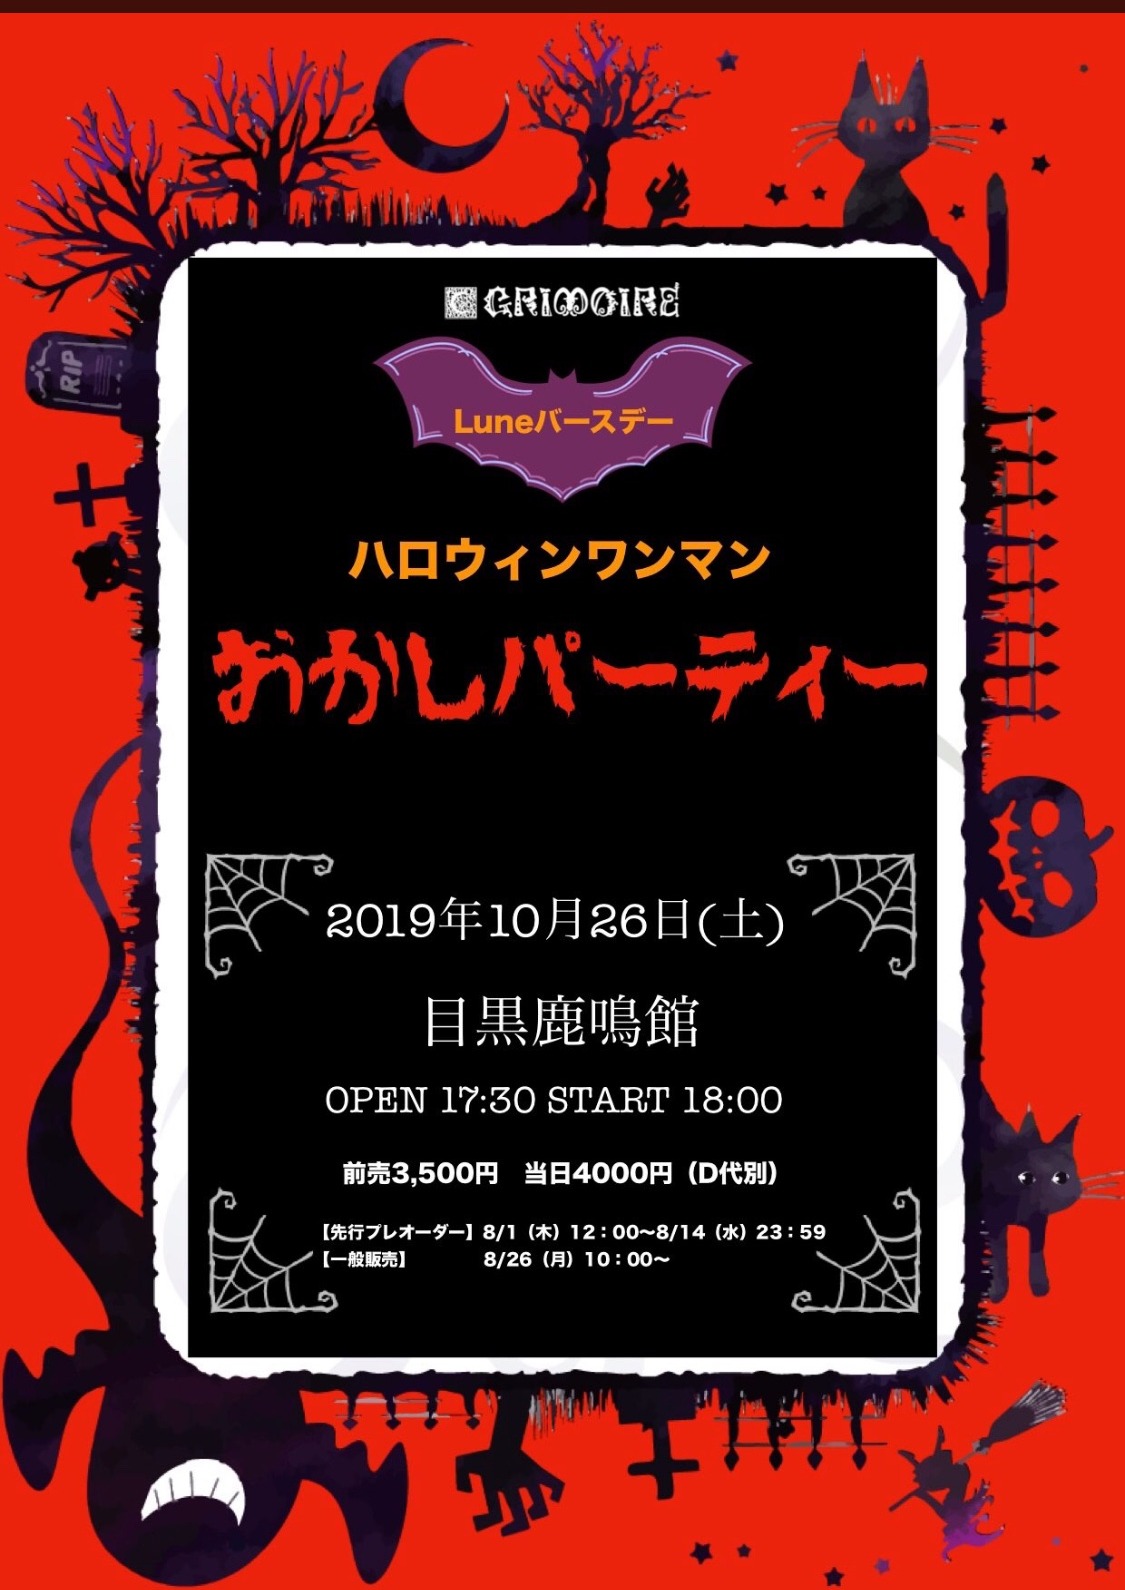 GRIMOIRE
Luneバースデー
ハロウィンワンマン
おかしパーティー
RIP
2019年10月26日(土)
目黒鹿鳴館
OPEN 17:30 START 18:00
前売3,500円　当日4000円（D代別）
【先行プレオーダー】8/1（木）12：00〜8/14（水）23：59
【一般販売】 8/26（月）10：00〜